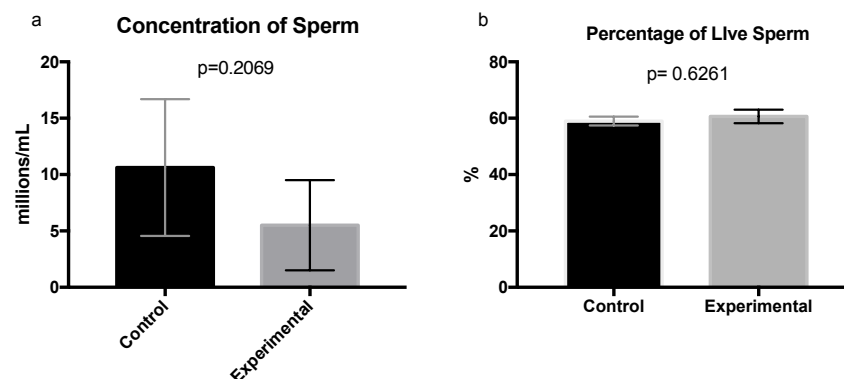 a
Concentration of Sperm
p=0.2069
20
15
10
5
0
millions/mL
Control
Experimental
b
Percentage of LIve Sperm
p= 0.6261
80
60
40
20
0
%
Control
Experimental